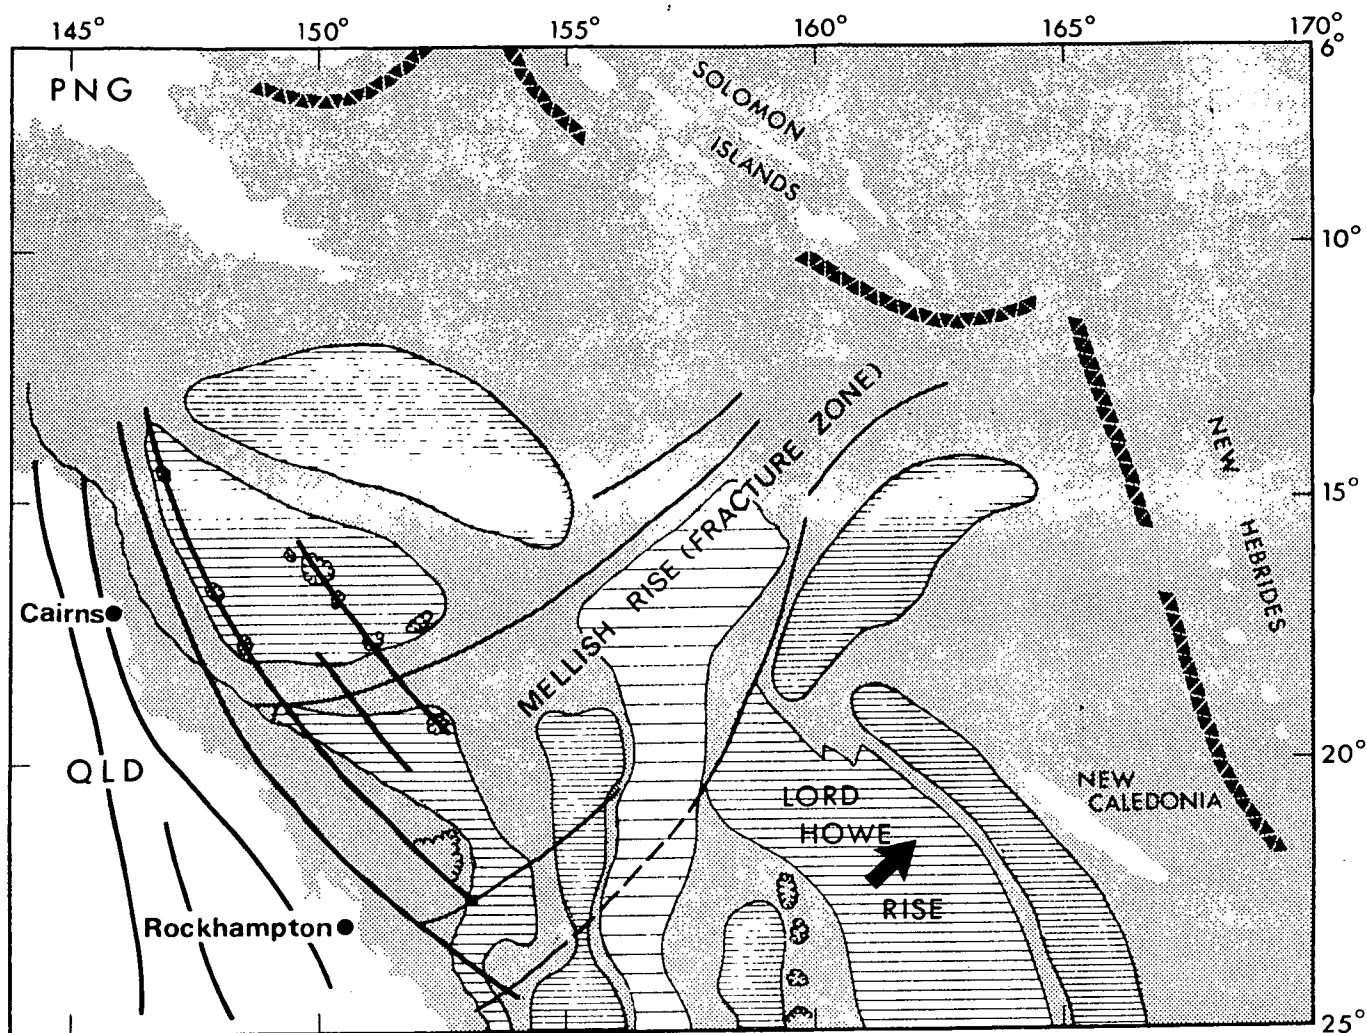 145° 150° 155° 160° 165° 170°
6°
PNG
SOLOMON
ISLANDS
10°
MELLISH RISE (FRACTURE ZONE)
15°
NEW
HEBRIDES
Cairns
QLD
20°
NEW
CALEDONIA
LORD
HOWE
RISE
Rockhampton
25°